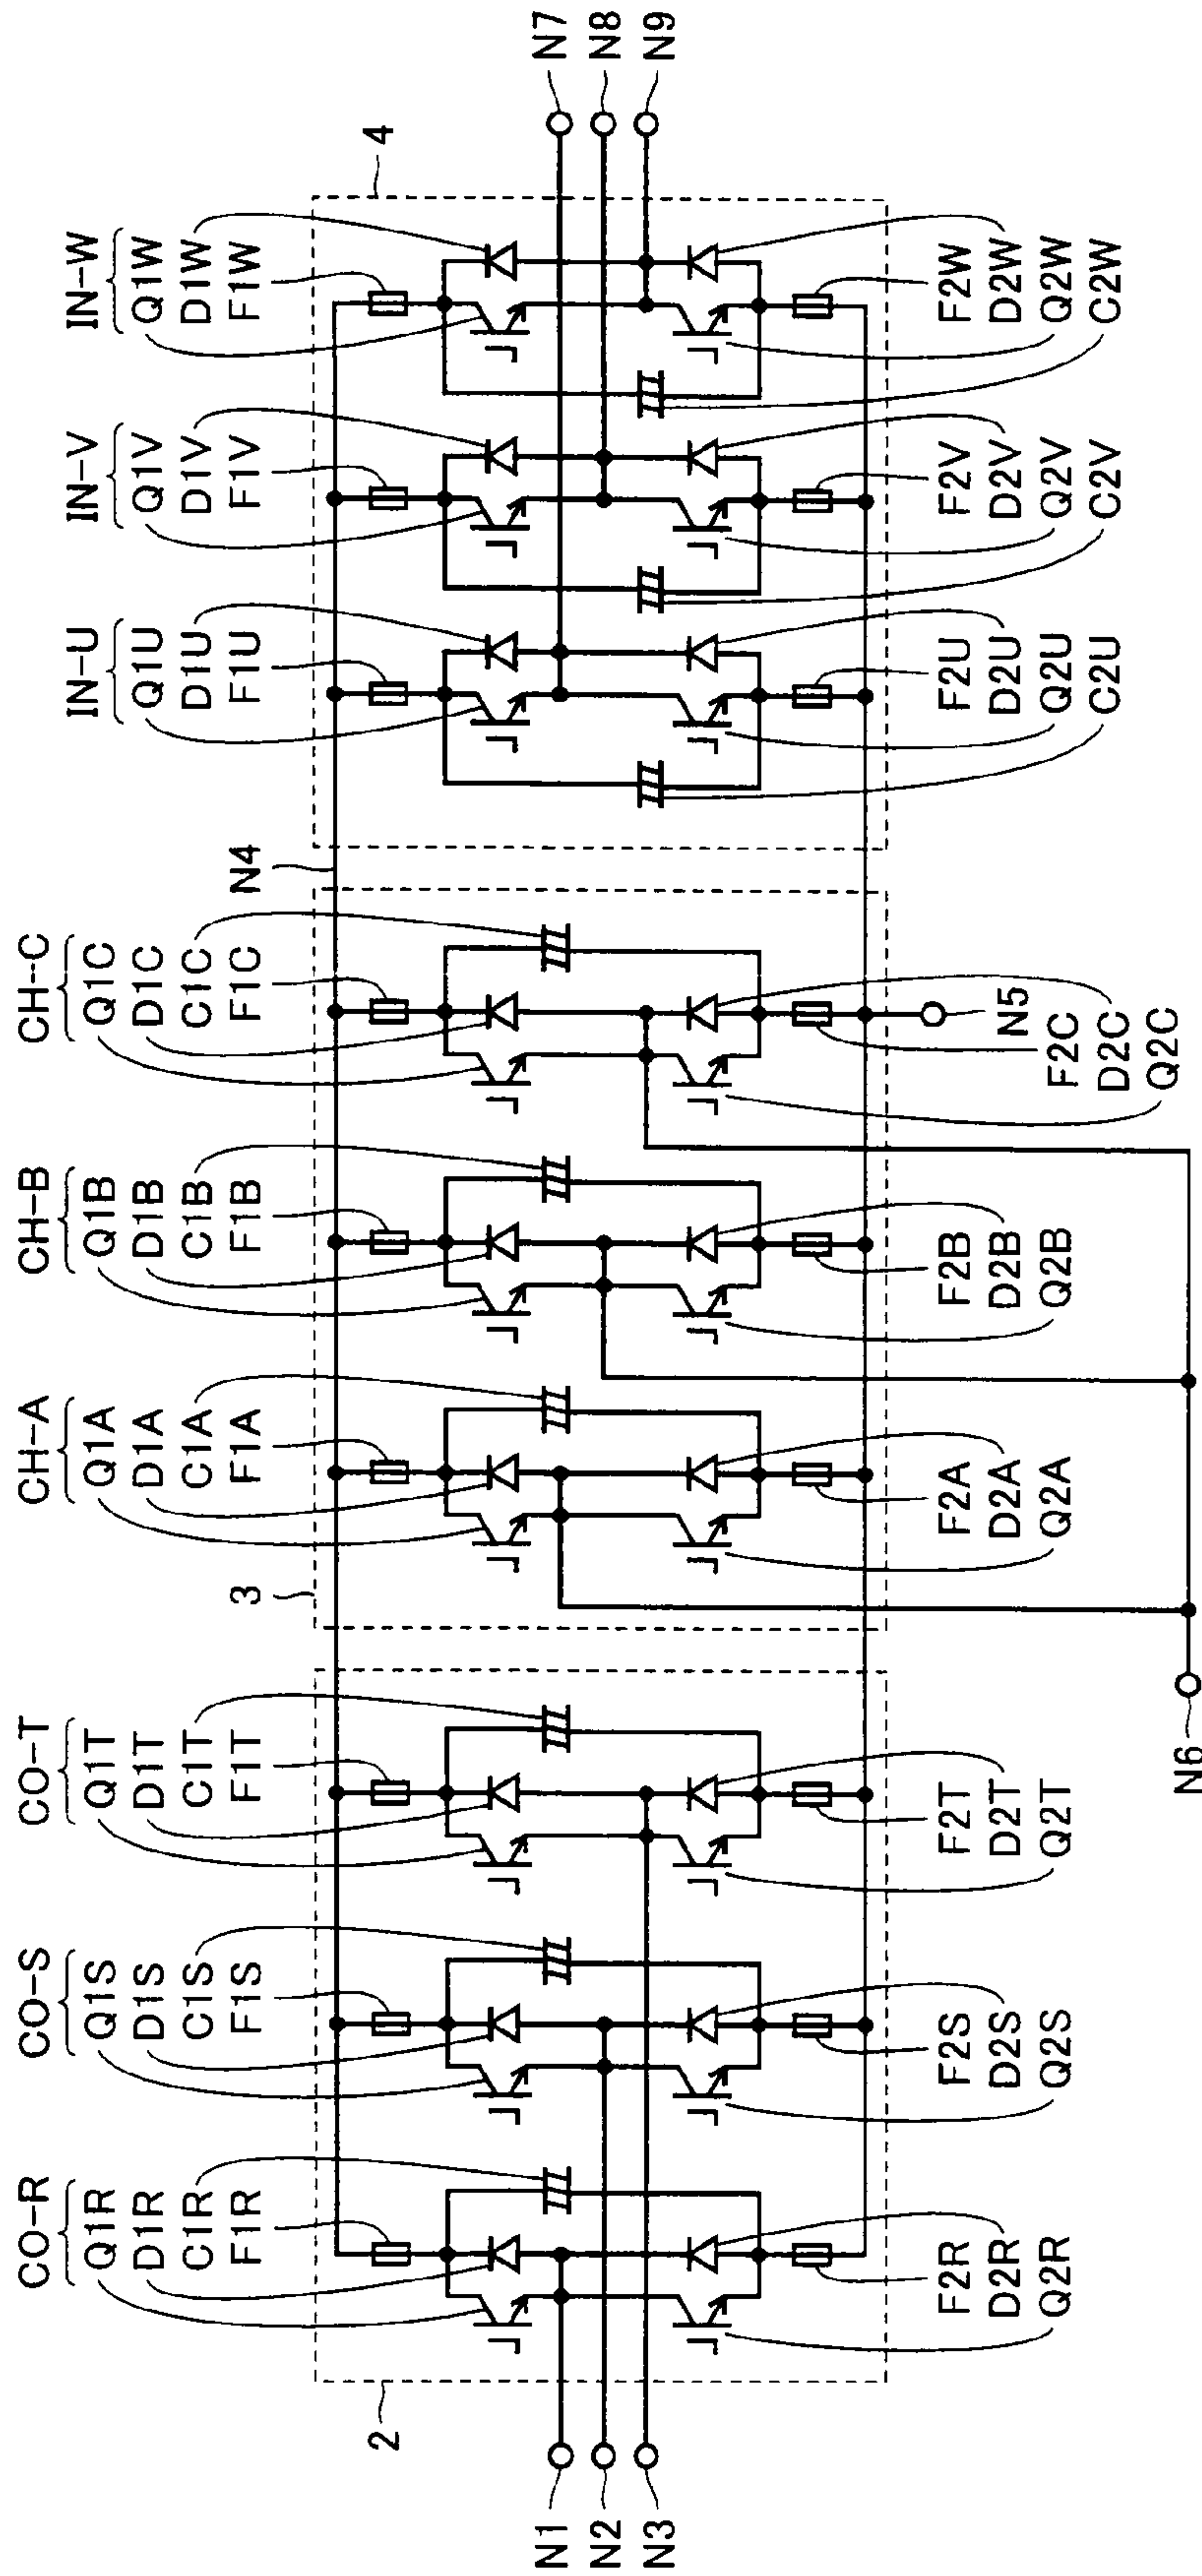 CO-R
Q1R
D1R
C1R
F1R
CO-S
Q1S
D1S
C1S
F1S
CO-T
Q1T
D1T
C1T
F1T
CH-A
Q1A
D1A
C1A
F1A
CH-B
Q1B
D1B
C1B
F1B
CH-C
Q1C
D1C
C1C
F1C
IN-U
Q1U
D1U
F1U
IN-V
Q1V
D1V
F1V
IN-W
Q1W
D1W
F1W
2
3
N4
4
N1
N2
N3
N7
N8
N9
F2R
D2R
Q2R
F2S
D2S
Q2S
F2T
D2T
Q2T
F2A
D2A
Q2A
F2B
D2B
Q2B
N5
F2C
D2C
Q2C
F2U
D2U
Q2U
C2U
F2V
D2V
Q2V
C2V
F2W
D2W
Q2W
C2W
N6